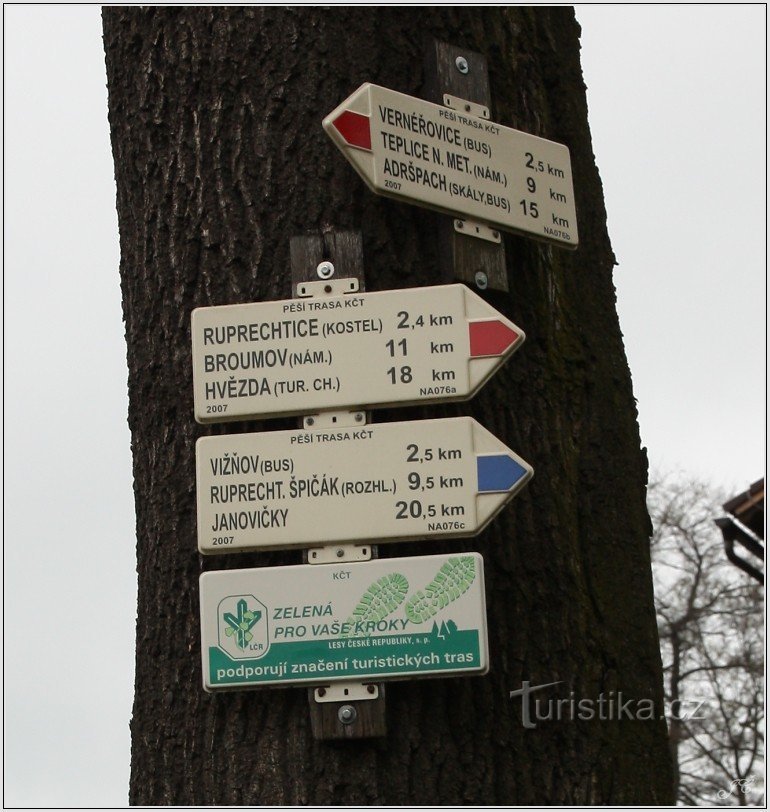 PĚŠÍ TRASA KČT
VERNÉŘOVICE (BUS) 2,5 km
TEPLICE N. MET. (NÁM.) 9 km
ADRŠPACH (SKÁLY,BUS) 15 km
2007 NA076b
PĚŠÍ TRASA KČT
RUPRECHTICE (KOSTEL) 2,4 km
BROUMOV (NÁM.) 11 km
HVĚZDA (TUR. CH.) 18 km
2007 NA076a
PĚŠÍ TRASA KČT
VIŽŇOV (BUS) 2,5 km
RUPRECHT. ŠPIČÁK (ROZHL.) 9,5 km
JANOVIČKY 20,5 km
2007 NA076c
KČT
ZELENÁ
PRO VAŠE KROKY
LČR LESY ČESKÉ REPUBLIKY, s. p.
podporují značení turistických tras
Turistika.cz